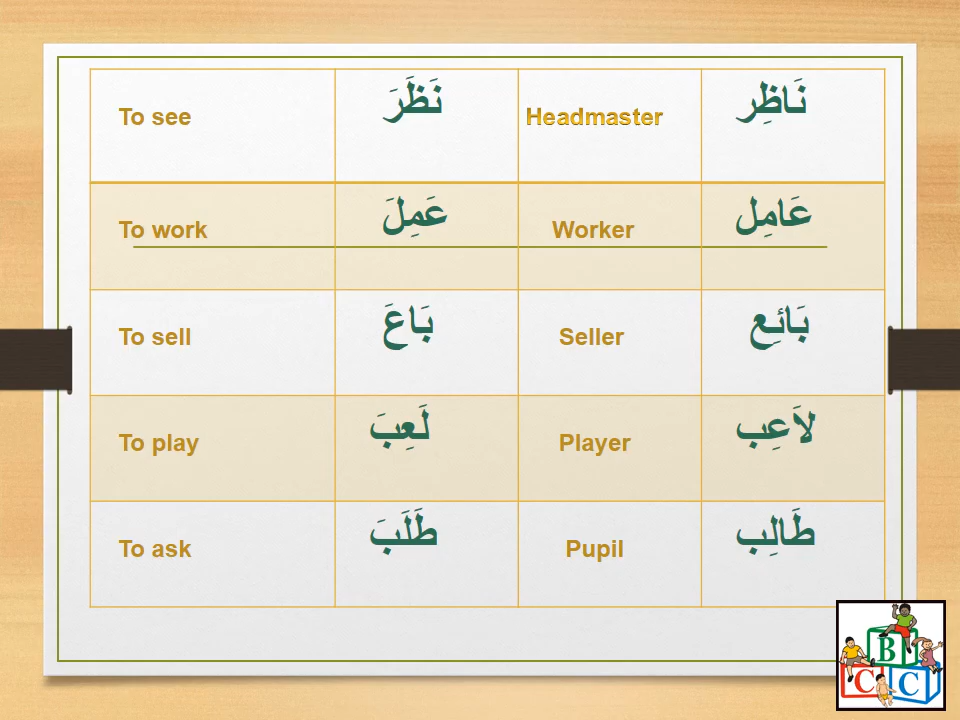 To see نَظَرَ Headmaster نَاظِر
To work عَمِلَ Worker عَامِل
To sell بَاعَ Seller بَائِع
To play لَعِبَ Player لاَعِب
To ask طَلَبَ Pupil طَالِب
B
C C